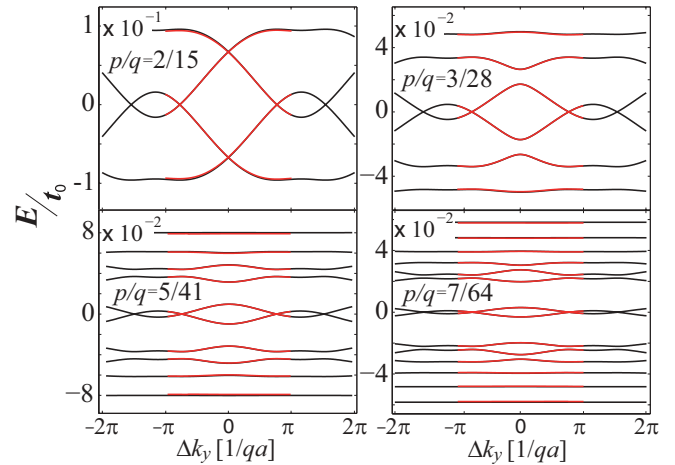 1 x 10⁻¹
p/q=2/15
0
-1
x 10⁻²
4
p/q=3/28
0
−4
E/t₀
8 x 10⁻²
p/q=5/41
0
−8
x 10⁻²
4
p/q=7/64
0
−4
−2π −π 0 π 2π
Δk_y [1/qa]
−2π −π 0 π 2π
Δk_y [1/qa]